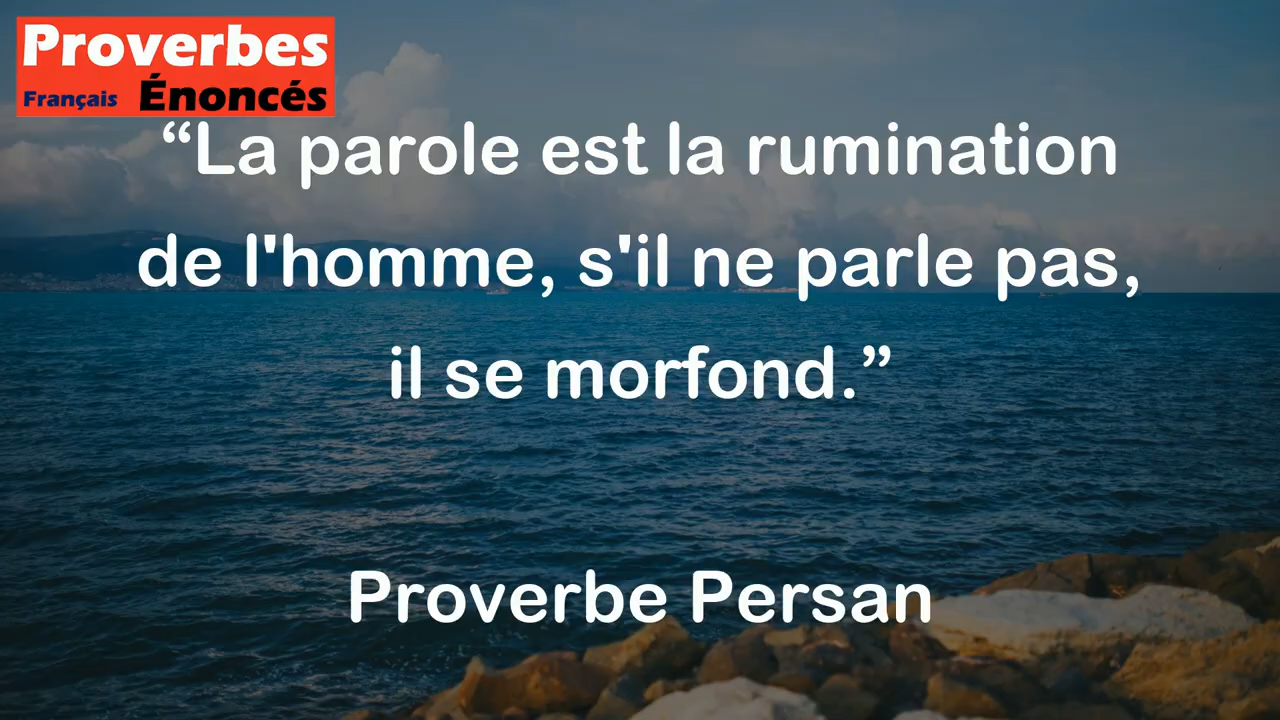 Proverbes
Français Énoncés
“La parole est la rumination
de l'homme, s'il ne parle pas,
il se morfond.”
Proverbe Persan